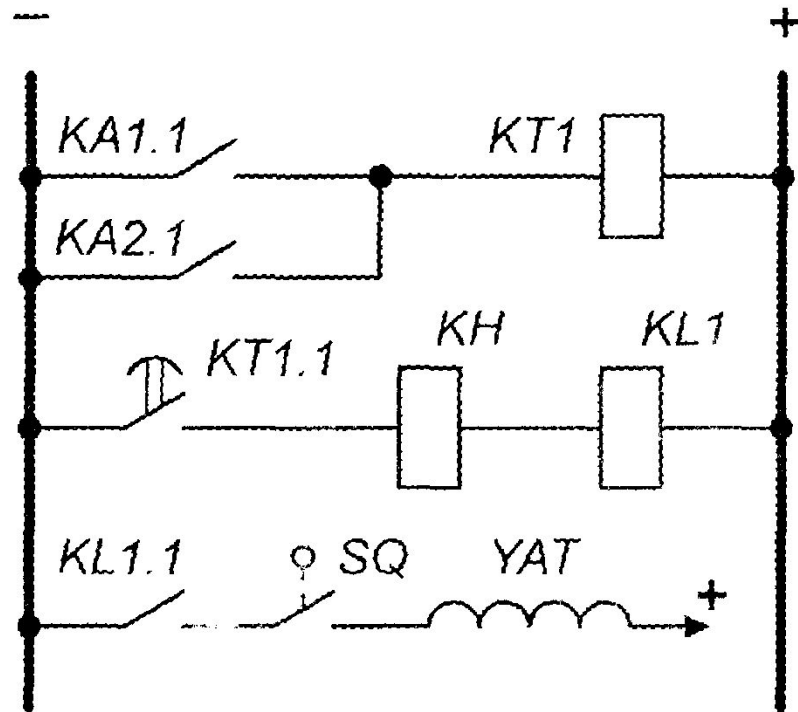 − +
KA1.1 KT1
KA2.1
KT1.1 KH KL1
KL1.1 SQ YAT +